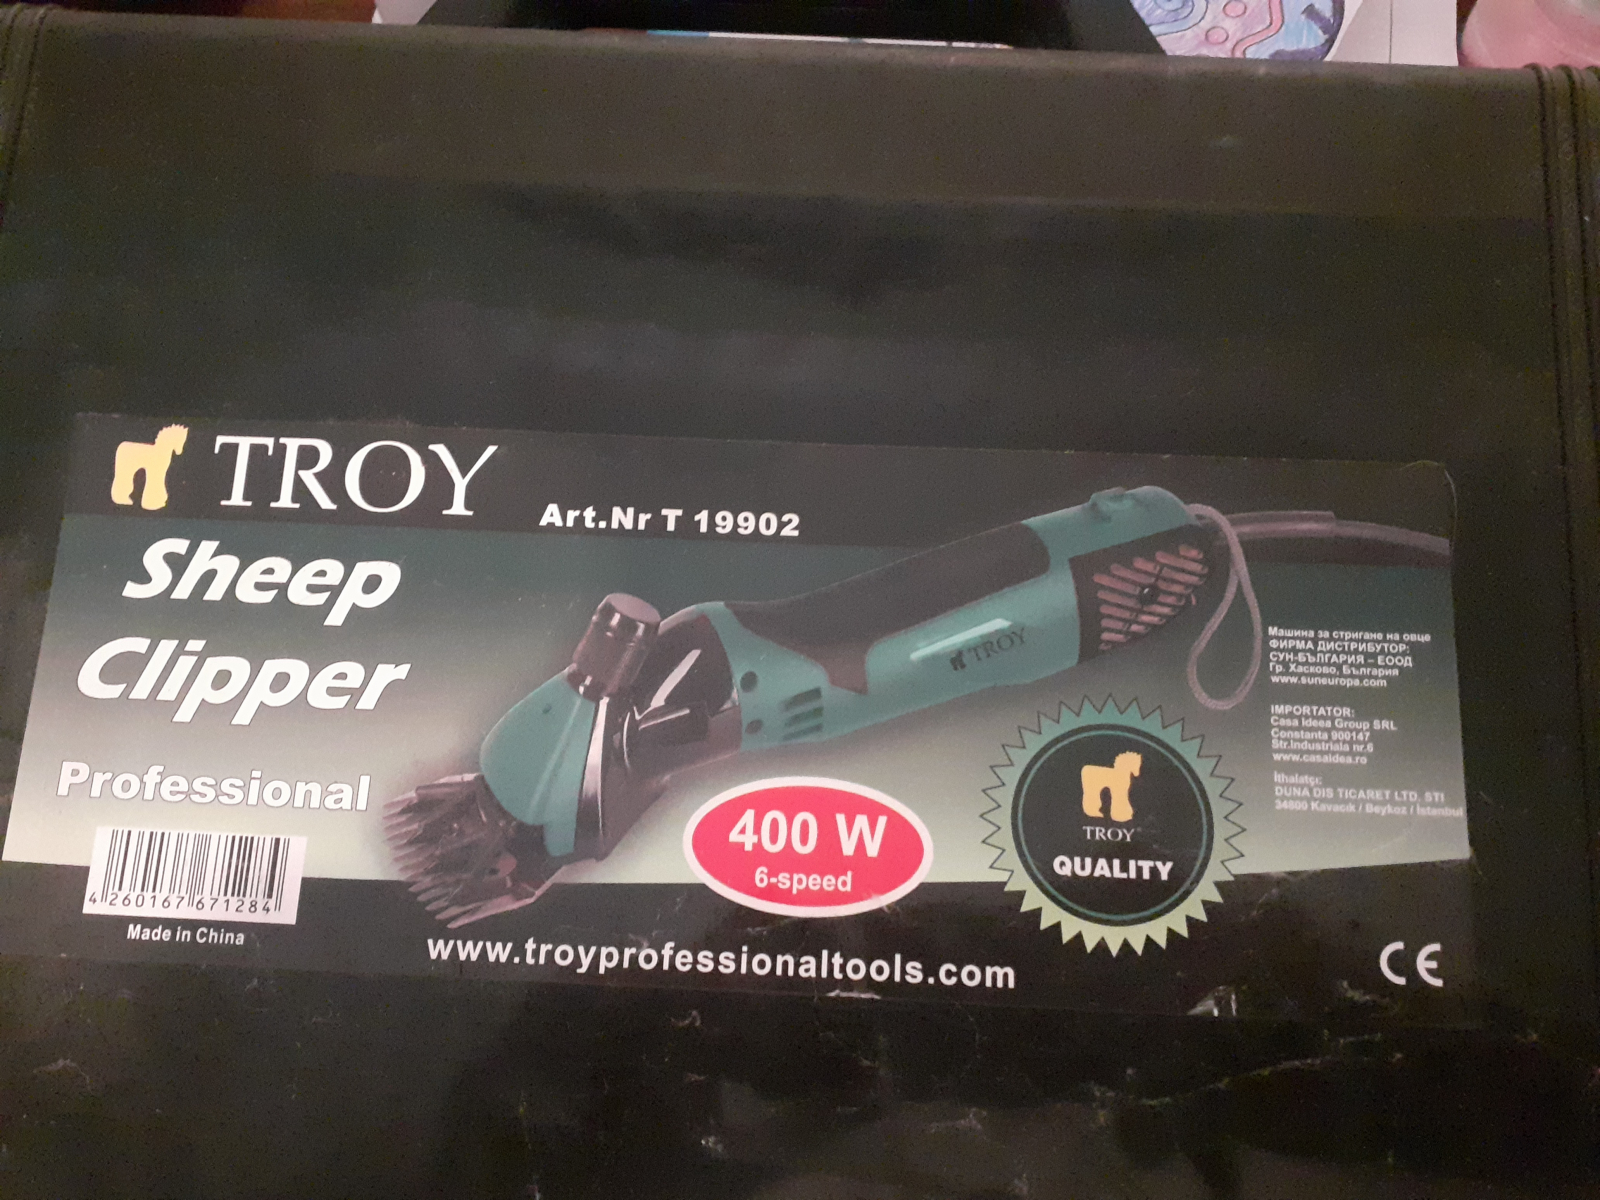 TROY
Art.Nr T 19902
Sheep
Clipper
Professional
4 260167 671284
Made in China
TROY
400 W
6-speed
TROY
QUALITY
www.troyprofessionaltools.com
Машина за стригане на овце
ФИРМА ДИСТРИБУТОР:
СУН-БЪЛГАРИЯ – ЕООД
Гр. Хасково, България
www.suneuropa.com
IMPORTATOR:
Casa Ideea Group SRL
Constanta 900147
Str.Industriala nr.6
www.casaidea.ro
İthalatçı:
DUNA DIS TICARET LTD. STI
34800 Kavacık / Beykoz / İstanbul
CE